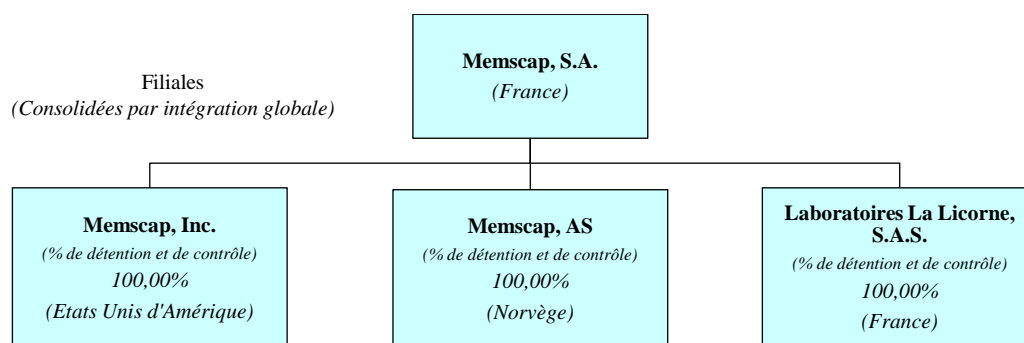 Memscap, S.A.
(France)
Filiales
(Consolidées par intégration globale)
Memscap, Inc.
(% de détention et de contrôle)
100,00%
(Etats Unis d'Amérique)
Memscap, AS
(% de détention et de contrôle)
100,00%
(Norvège)
Laboratoires La Licorne,
S.A.S.
(% de détention et de contrôle)
100,00%
(France)